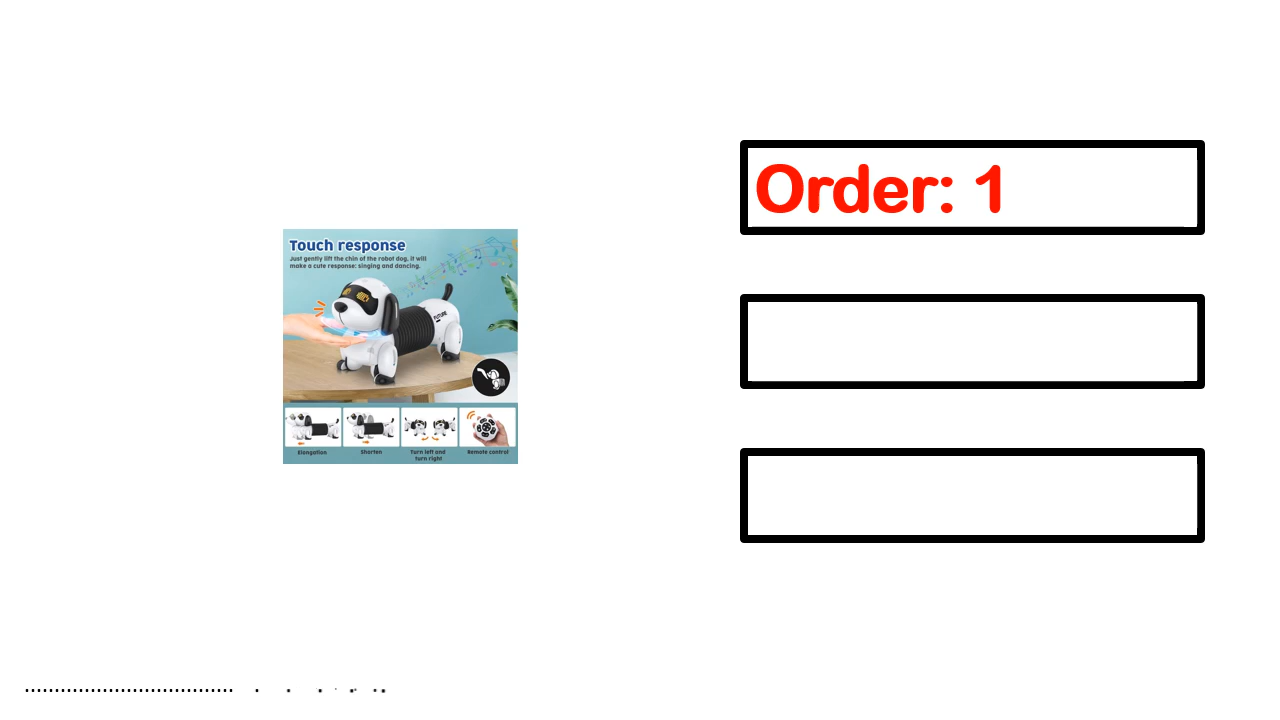 Touch response
Just gently lift the chin of the robot dog, it will
make a cute response: singing and dancing.
FUTURE
Elongation
Shorten
Turn left and
turn right
Remote control
Order: 1